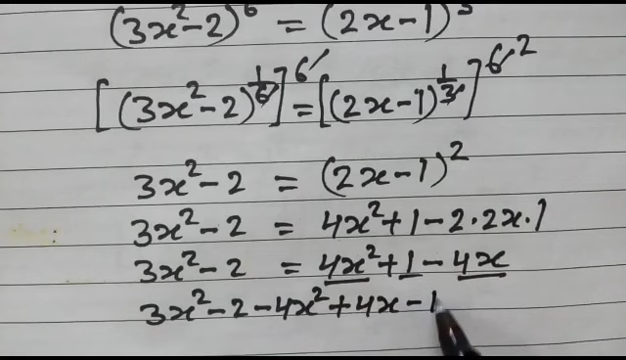 (3x²-2)⁶ = (2x-1)³
[(3x²-2)^(1/6)]⁶ = [(2x-1)^(1/3)]⁶ ²
3x²-2 = (2x-1)²
3x²-2 = 4x²+1-2·2x·1
3x²-2 = 4x²+1-4x
3x²-2-4x²+4x-1